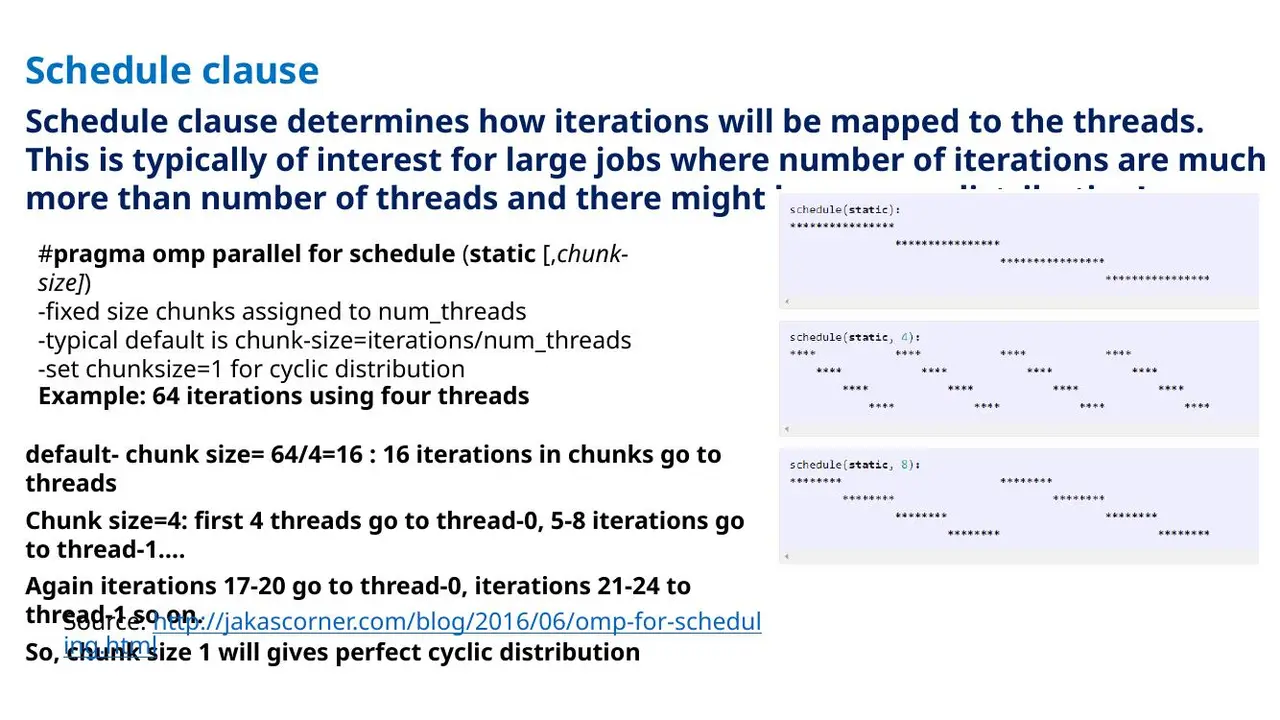 Schedule clause
Schedule clause determines how iterations will be mapped to the threads.
This is typically of interest for large jobs where number of iterations are much
more than number of threads and there might
#pragma omp parallel for schedule (static [,chunk-
size])
-fixed size chunks assigned to num_threads
-typical default is chunk-size=iterations/num_threads
-set chunksize=1 for cyclic distribution
Example: 64 iterations using four threads
default- chunk size= 64/4=16 : 16 iterations in chunks go to
threads
Chunk size=4: first 4 threads go to thread-0, 5-8 iterations go
to thread-1....
Again iterations 17-20 go to thread-0, iterations 21-24 to
thread-1 so on.
Source: http://jakascorner.com/blog/2016/06/omp-for-schedul
ing.html
So, chunk size 1 will gives perfect cyclic distribution
schedule(static):
****************
****************
****************
****************
schedule(static, 4):
**** **** **** ****
**** **** **** ****
**** **** **** ****
**** **** **** ****
schedule(static, 8):
******** ********
******** ********
******** ********
******** ********